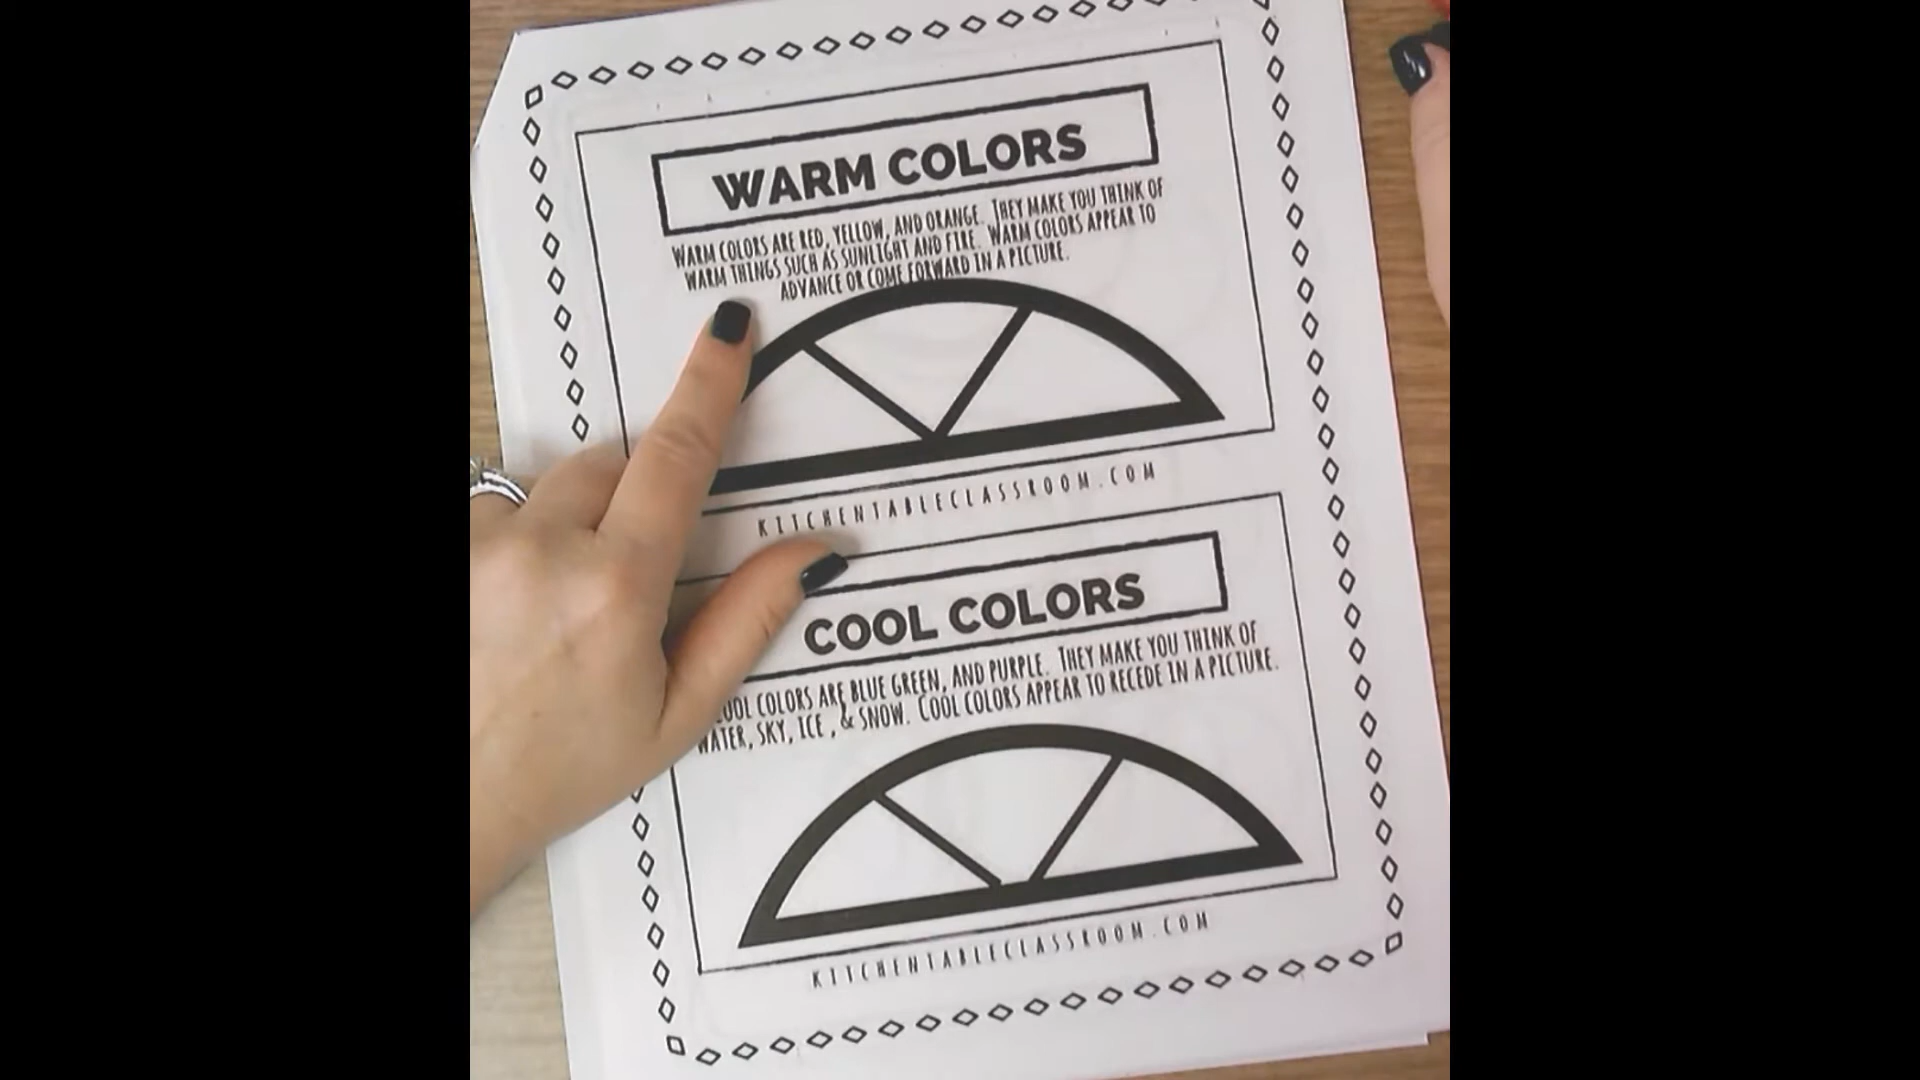 WARM COLORS
WARM COLORS ARE RED, YELLOW, AND ORANGE. THEY MAKE YOU THINK OF
WARM THINGS SUCH AS SUNLIGHT AND FIRE. WARM COLORS APPEAR TO
ADVANCE OR COME FORWARD IN A PICTURE.
KITCHENTABLECLASSROOM.COM
COOL COLORS
COOL COLORS ARE BLUE GREEN, AND PURPLE. THEY MAKE YOU THINK OF
WATER, SKY, ICE , & SNOW. COOL COLORS APPEAR TO RECEDE IN A PICTURE.
KITCHENTABLECLASSROOM.COM